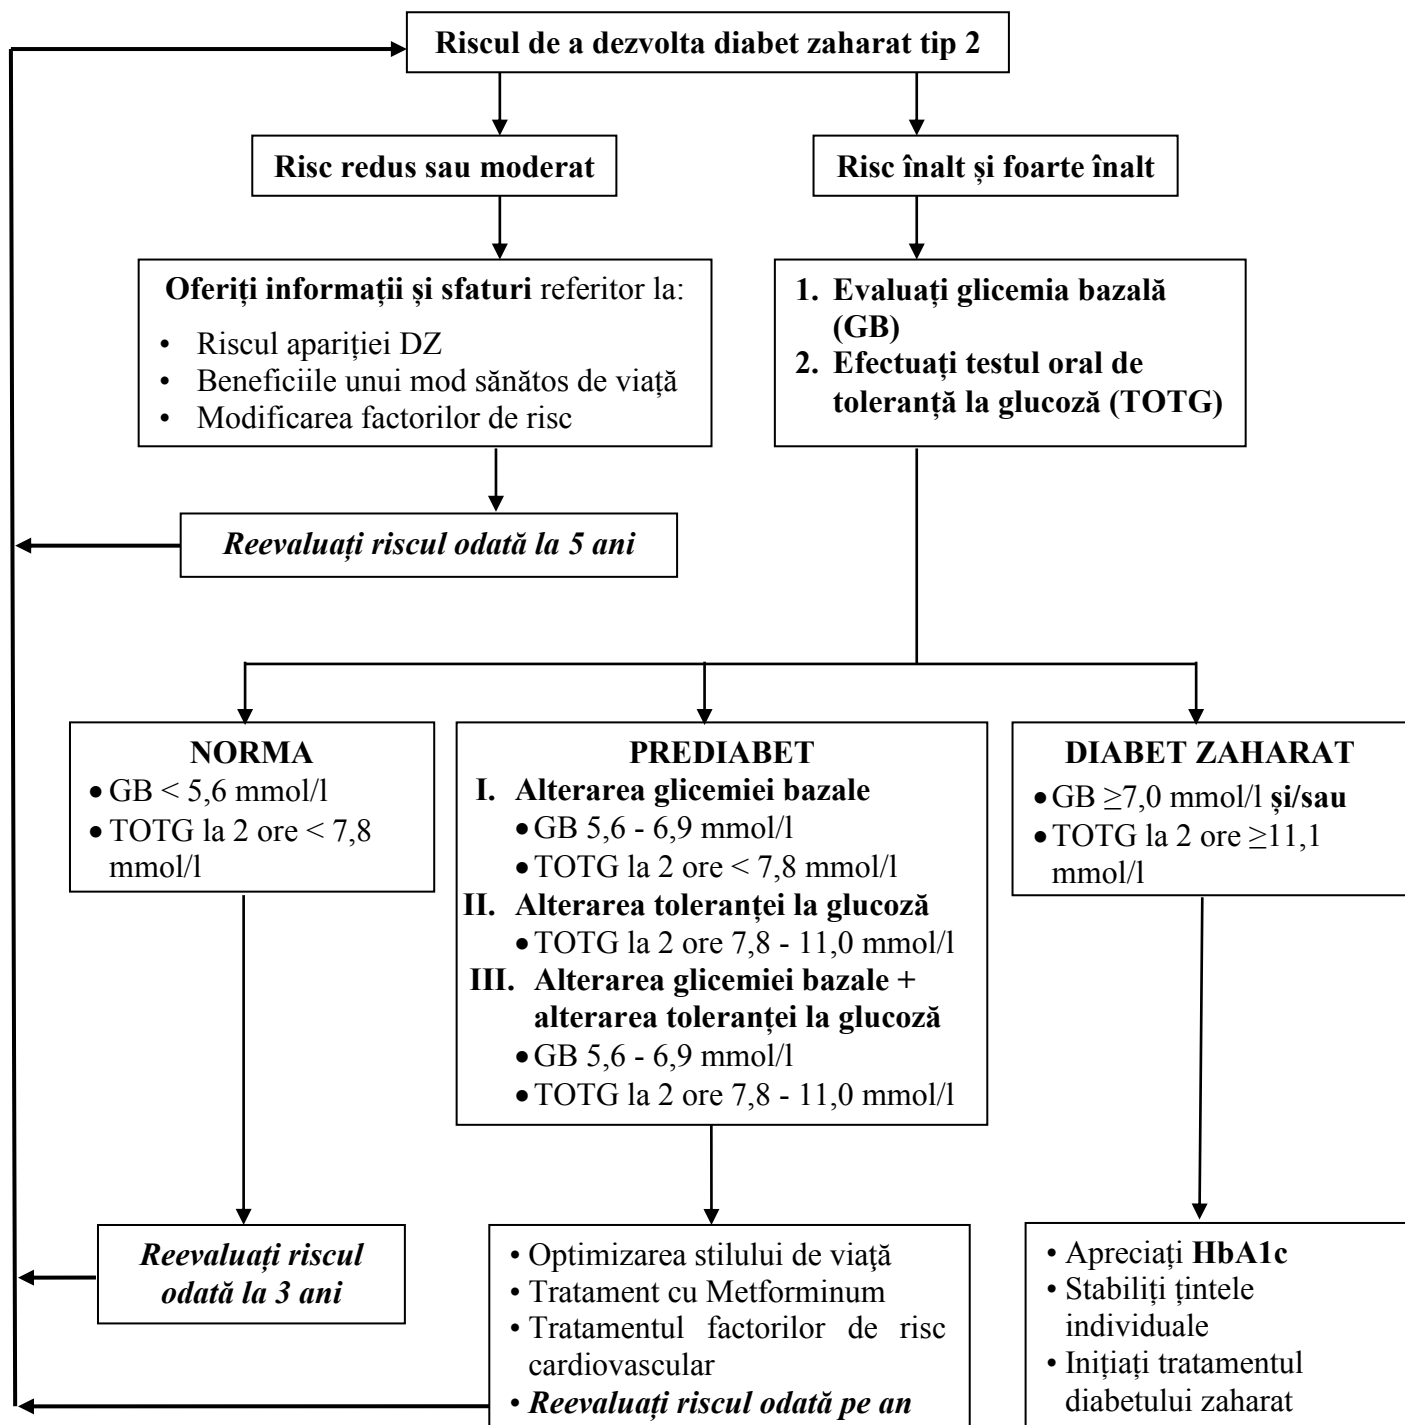 Riscul de a dezvolta diabet zaharat tip 2
Risc redus sau moderat
Risc înalt și foarte înalt
Oferiți informații și sfaturi referitor la:
• Riscul apariției DZ
• Beneficiile unui mod sănătos de viață
• Modificarea factorilor de risc
1. Evaluați glicemia bazală
(GB)
2. Efectuați testul oral de
toleranță la glucoză (TOTG)
Reevaluați riscul odată la 5 ani
NORMA
• GB < 5,6 mmol/l
• TOTG la 2 ore < 7,8
mmol/l
PREDIABET
I. Alterarea glicemiei bazale
• GB 5,6 - 6,9 mmol/l
• TOTG la 2 ore < 7,8 mmol/l
II. Alterarea toleranței la glucoză
• TOTG la 2 ore 7,8 - 11,0 mmol/l
III. Alterarea glicemiei bazale +
alterarea toleranței la glucoză
• GB 5,6 - 6,9 mmol/l
• TOTG la 2 ore 7,8 - 11,0 mmol/l
DIABET ZAHARAT
• GB ≥7,0 mmol/l și/sau
• TOTG la 2 ore ≥11,1
mmol/l
Reevaluați riscul
odată la 3 ani
• Optimizarea stilului de viaţă
• Tratament cu Metforminum
• Tratamentul factorilor de risc
cardiovascular
• Reevaluați riscul odată pe an
• Apreciați HbA1c
• Stabiliți țintele
individuale
• Inițiați tratamentul
diabetului zaharat